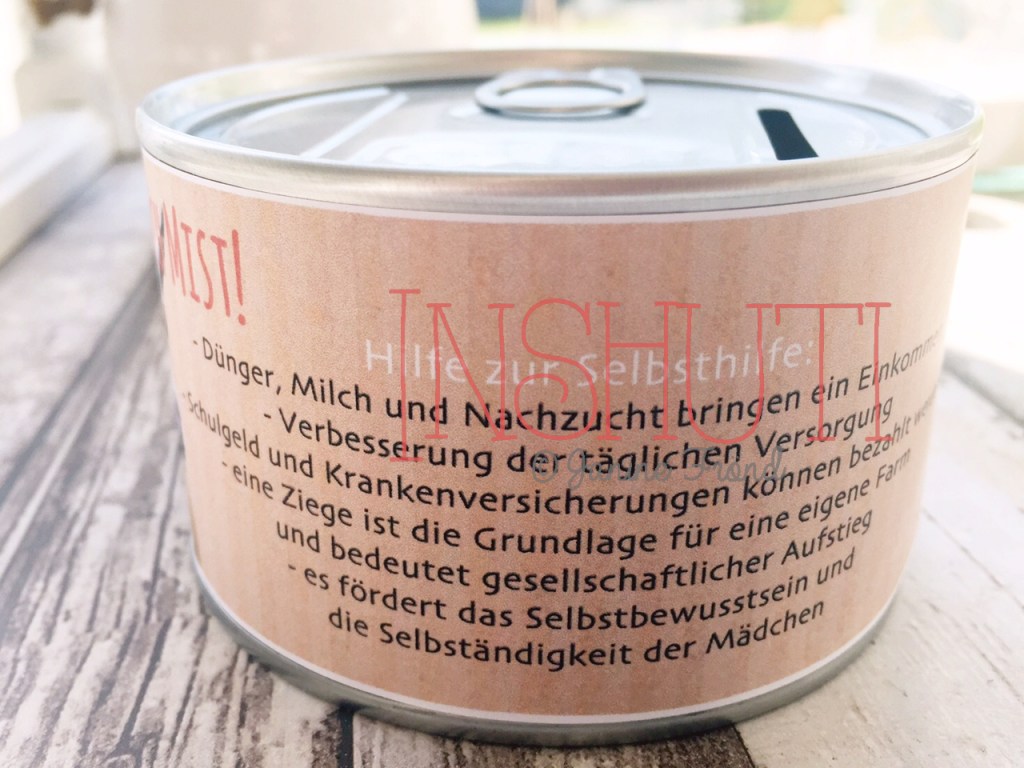 Mist!
INSHUTI
Hilfe zur Selbsthilfe:
- Dünger, Milch und Nachzucht bringen ein Einkomme
- Verbesserung der täglichen Versorgung
- Schulgeld und Krankenversicherungen können bezahlt
©
- eine Ziege ist die Grundlage für eine eigene Farm
und bedeutet gesellschaftlicher Aufstieg
- es fördert das Selbstbewusstsein und
die Selbständigkeit der Mädchen